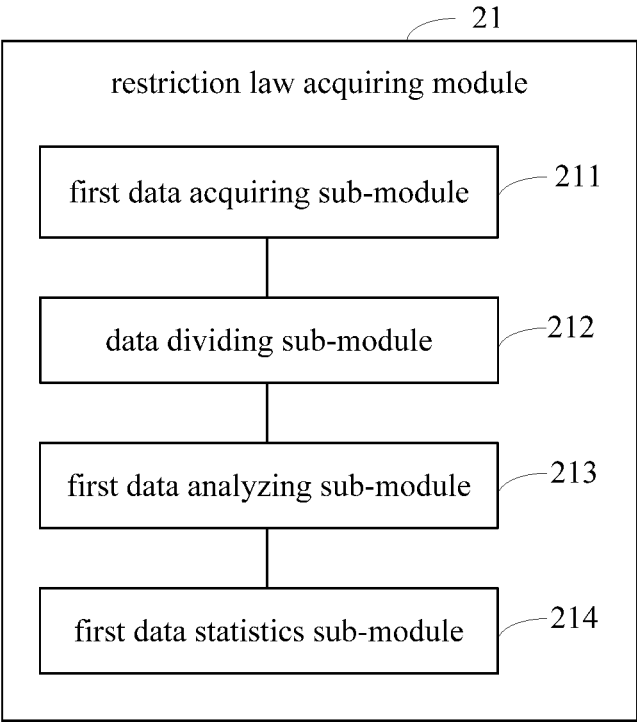 21
restriction law acquiring module
first data acquiring sub-module
211
data dividing sub-module
212
first data analyzing sub-module
213
first data statistics sub-module
214